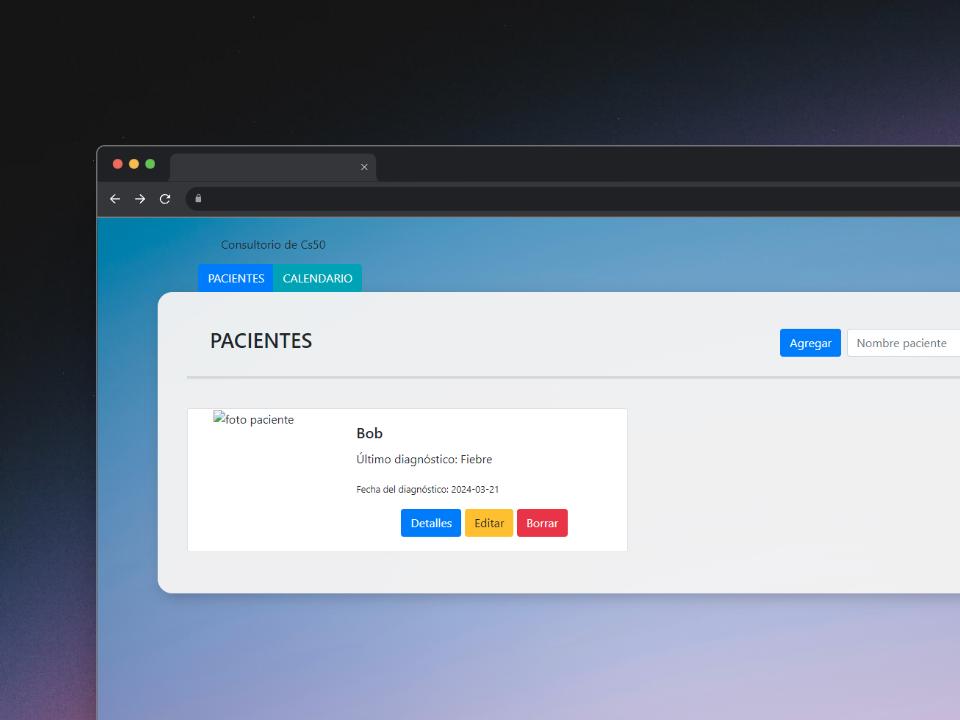 Consultorio de Cs50
PACIENTES CALENDARIO
PACIENTES
Agregar Nombre paciente
foto paciente
Bob
Último diagnóstico: Fiebre
Fecha del diagnóstico: 2024-03-21
Detalles Editar Borrar